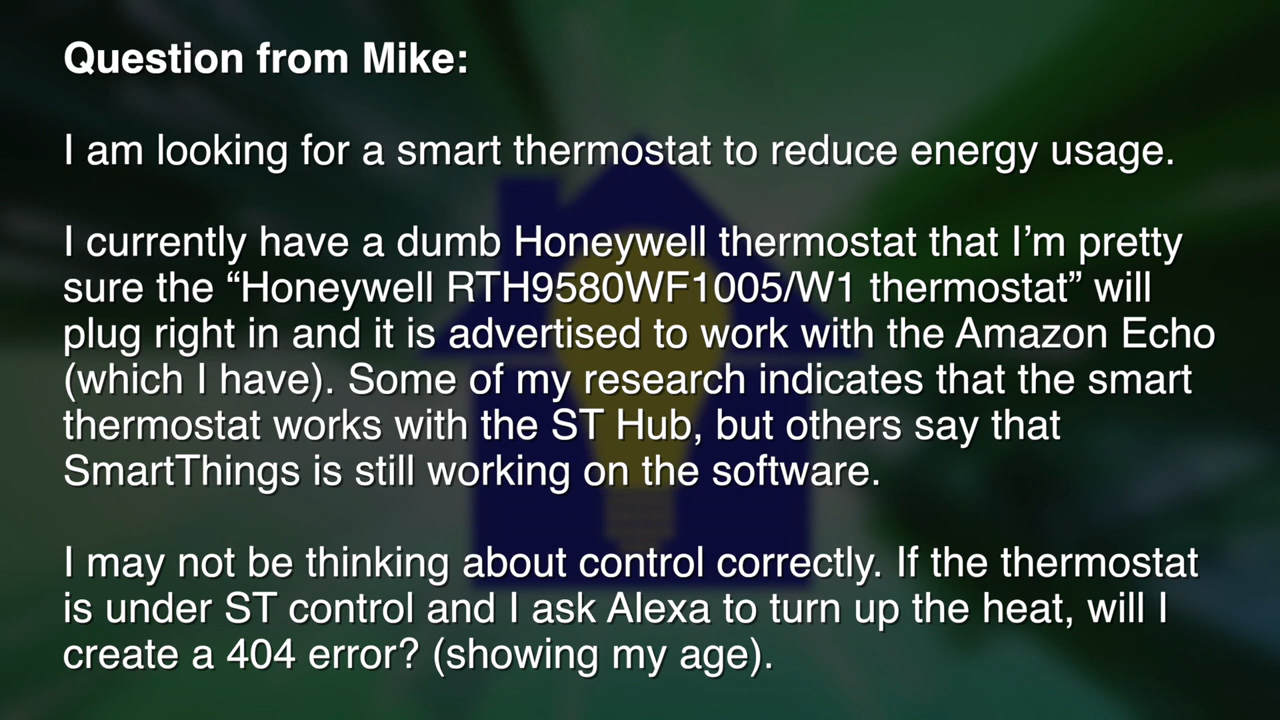 Question from Mike:
I am looking for a smart thermostat to reduce energy usage.
I currently have a dumb Honeywell thermostat that I’m pretty
sure the “Honeywell RTH9580WF1005/W1 thermostat” will
plug right in and it is advertised to work with the Amazon Echo
(which I have). Some of my research indicates that the smart
thermostat works with the ST Hub, but others say that
SmartThings is still working on the software.
I may not be thinking about control correctly. If the thermostat
is under ST control and I ask Alexa to turn up the heat, will I
create a 404 error? (showing my age).